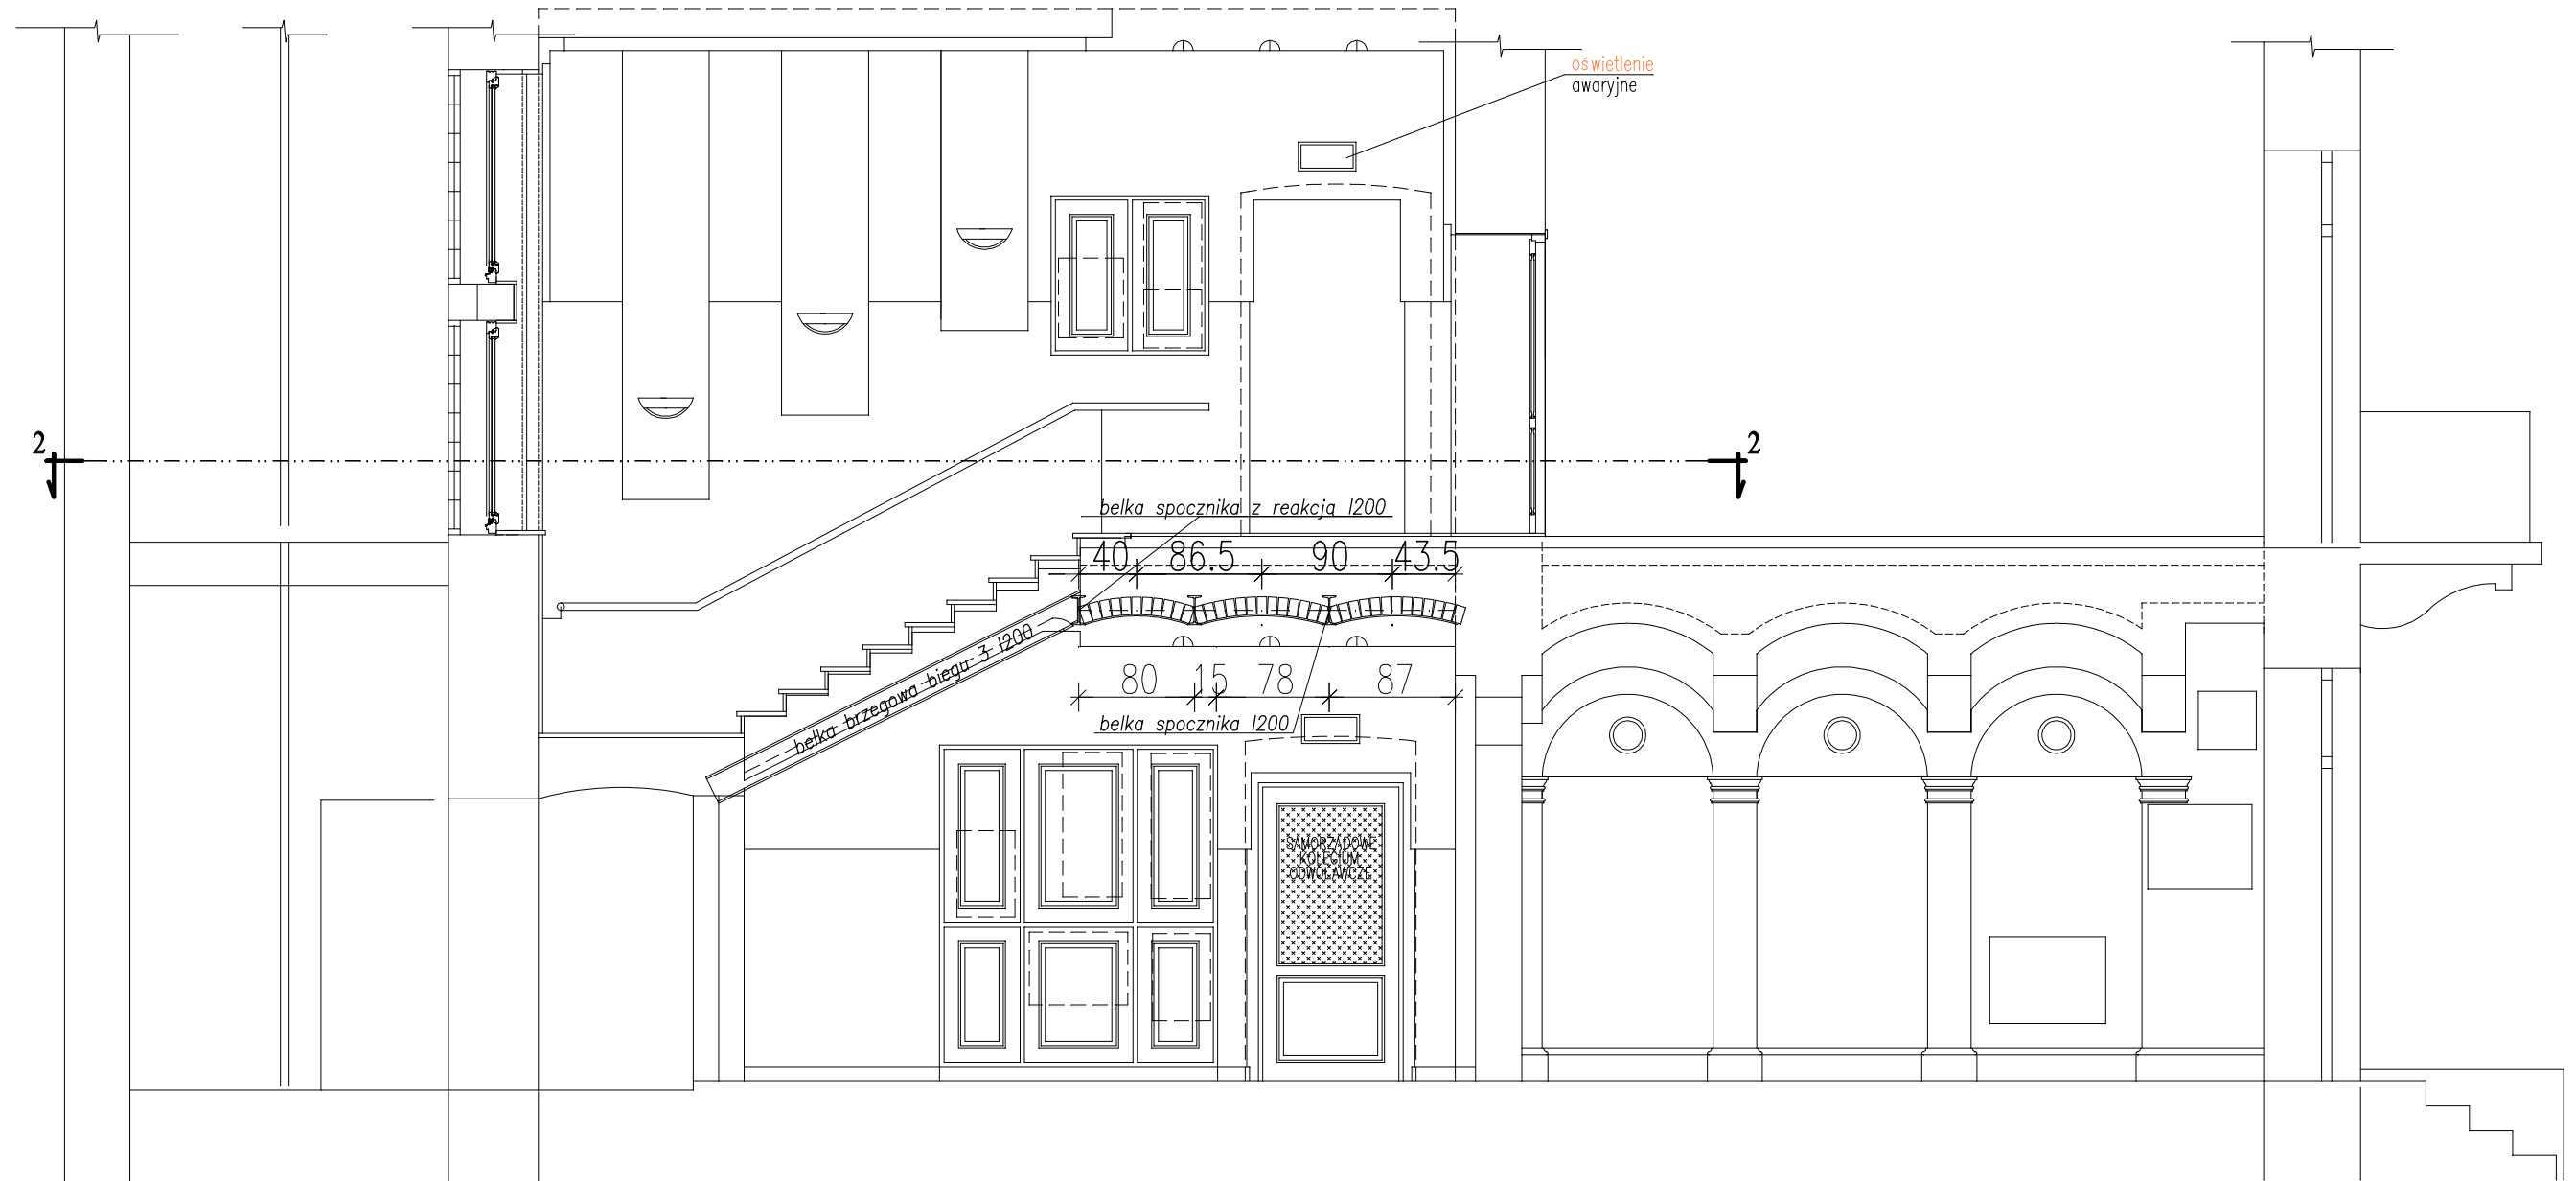 oświetlenie
awaryjne
2
2
belka spocznika z reakcją I200
40 86.5 90 43.5
belka brzegowa biegu 3 I200
80 15 78 87
belka spocznika I200
SAMORZĄDOWE
KOLEGIUM
ODWOŁAWCZE